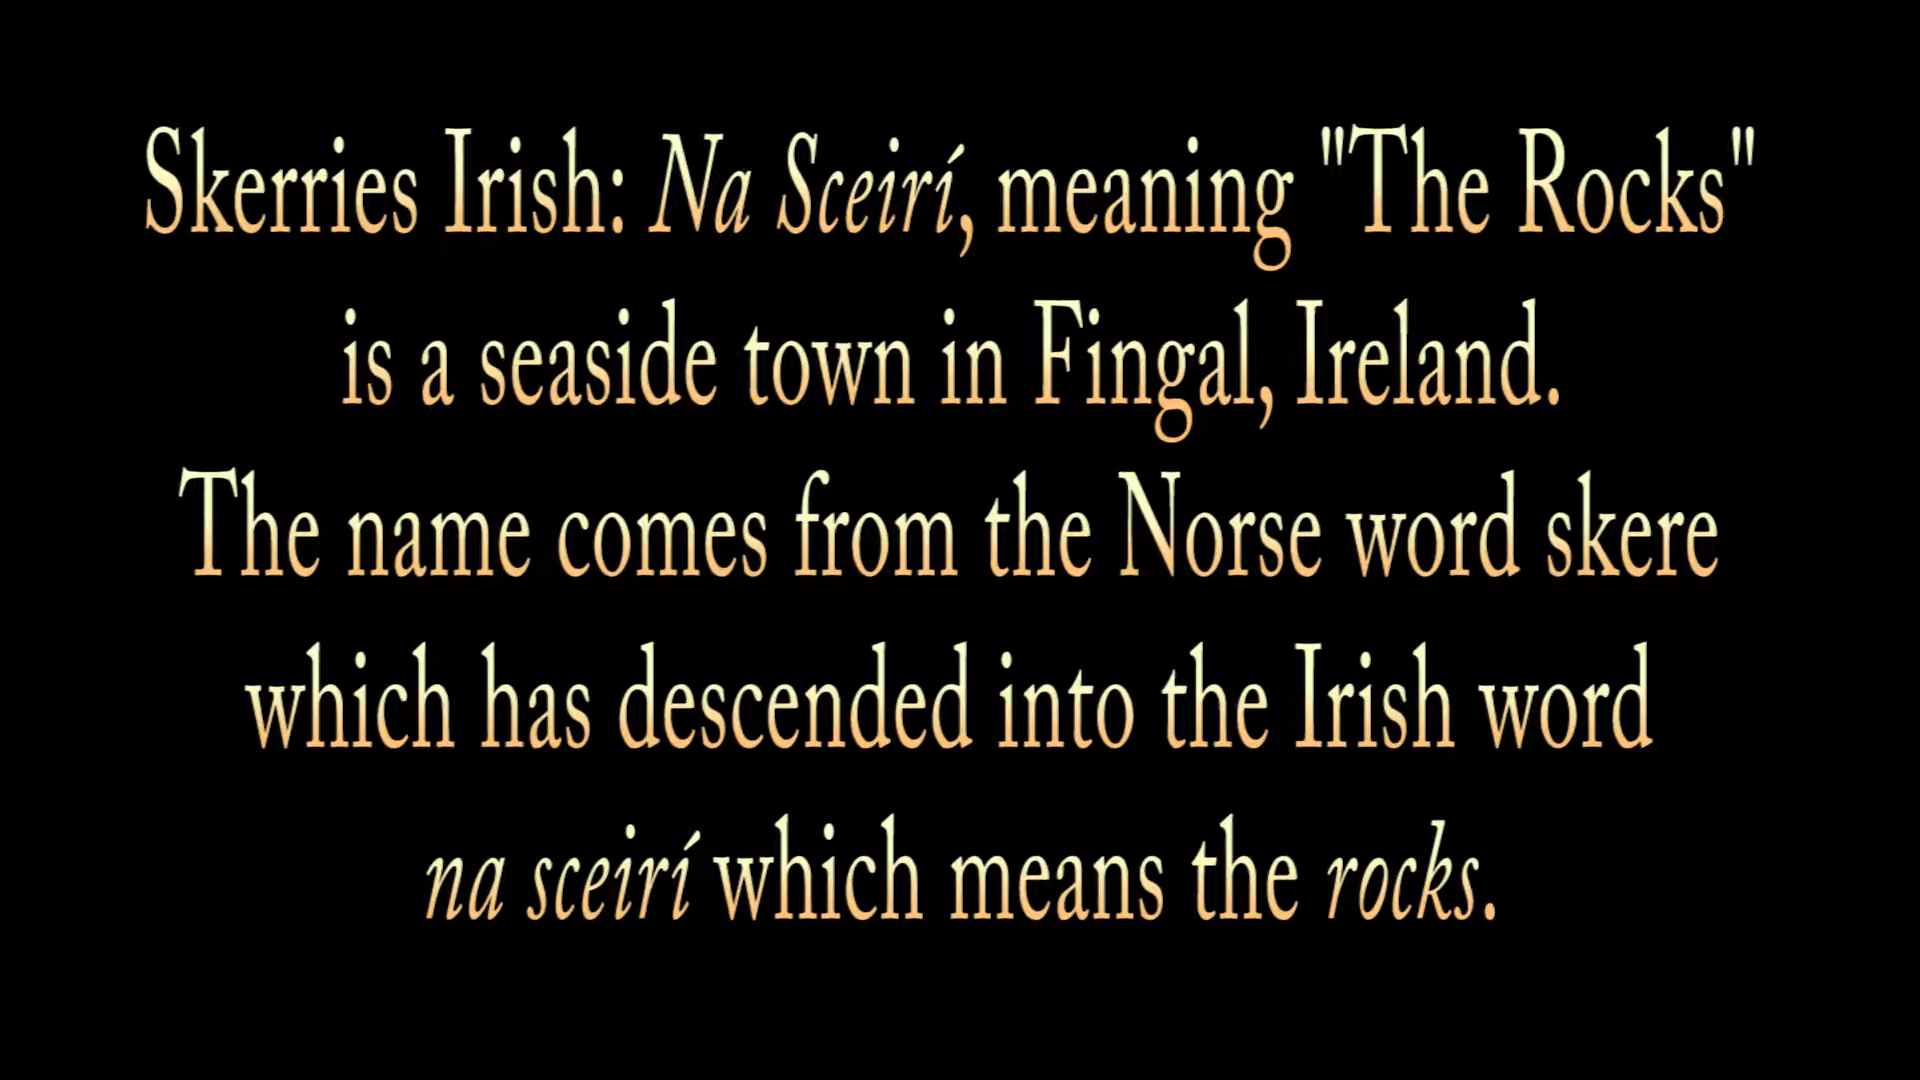 Skerries Irish: Na Sceirí, meaning "The Rocks"
is a seaside town in Fingal, Ireland.
The name comes from the Norse word skere
which has descended into the Irish word
na sceirí which means the rocks.